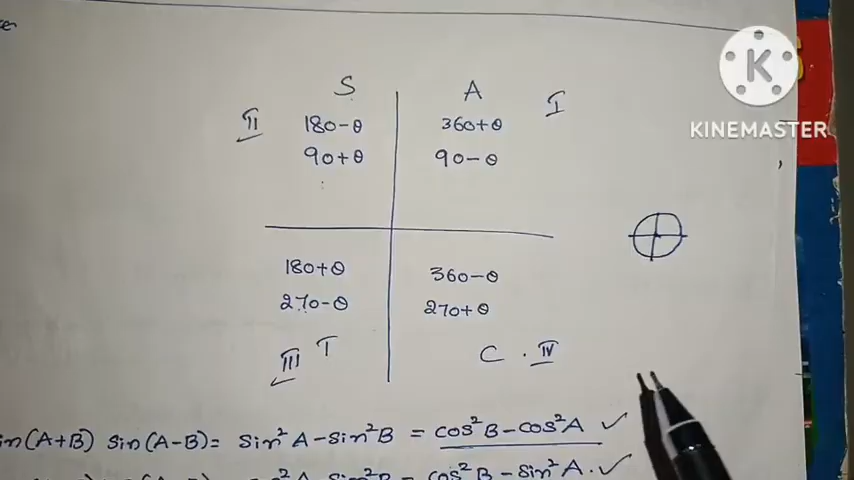 S A I
II 180-θ 360+θ
90+θ 90-θ
180+θ 360-θ
270-θ 270+θ
III T C . IV
in(A+B) sin(A-B) = sin²A - sin²B = cos²B - cos²A ✓
cos²B - sin²A. ✓
K
KINEMASTER